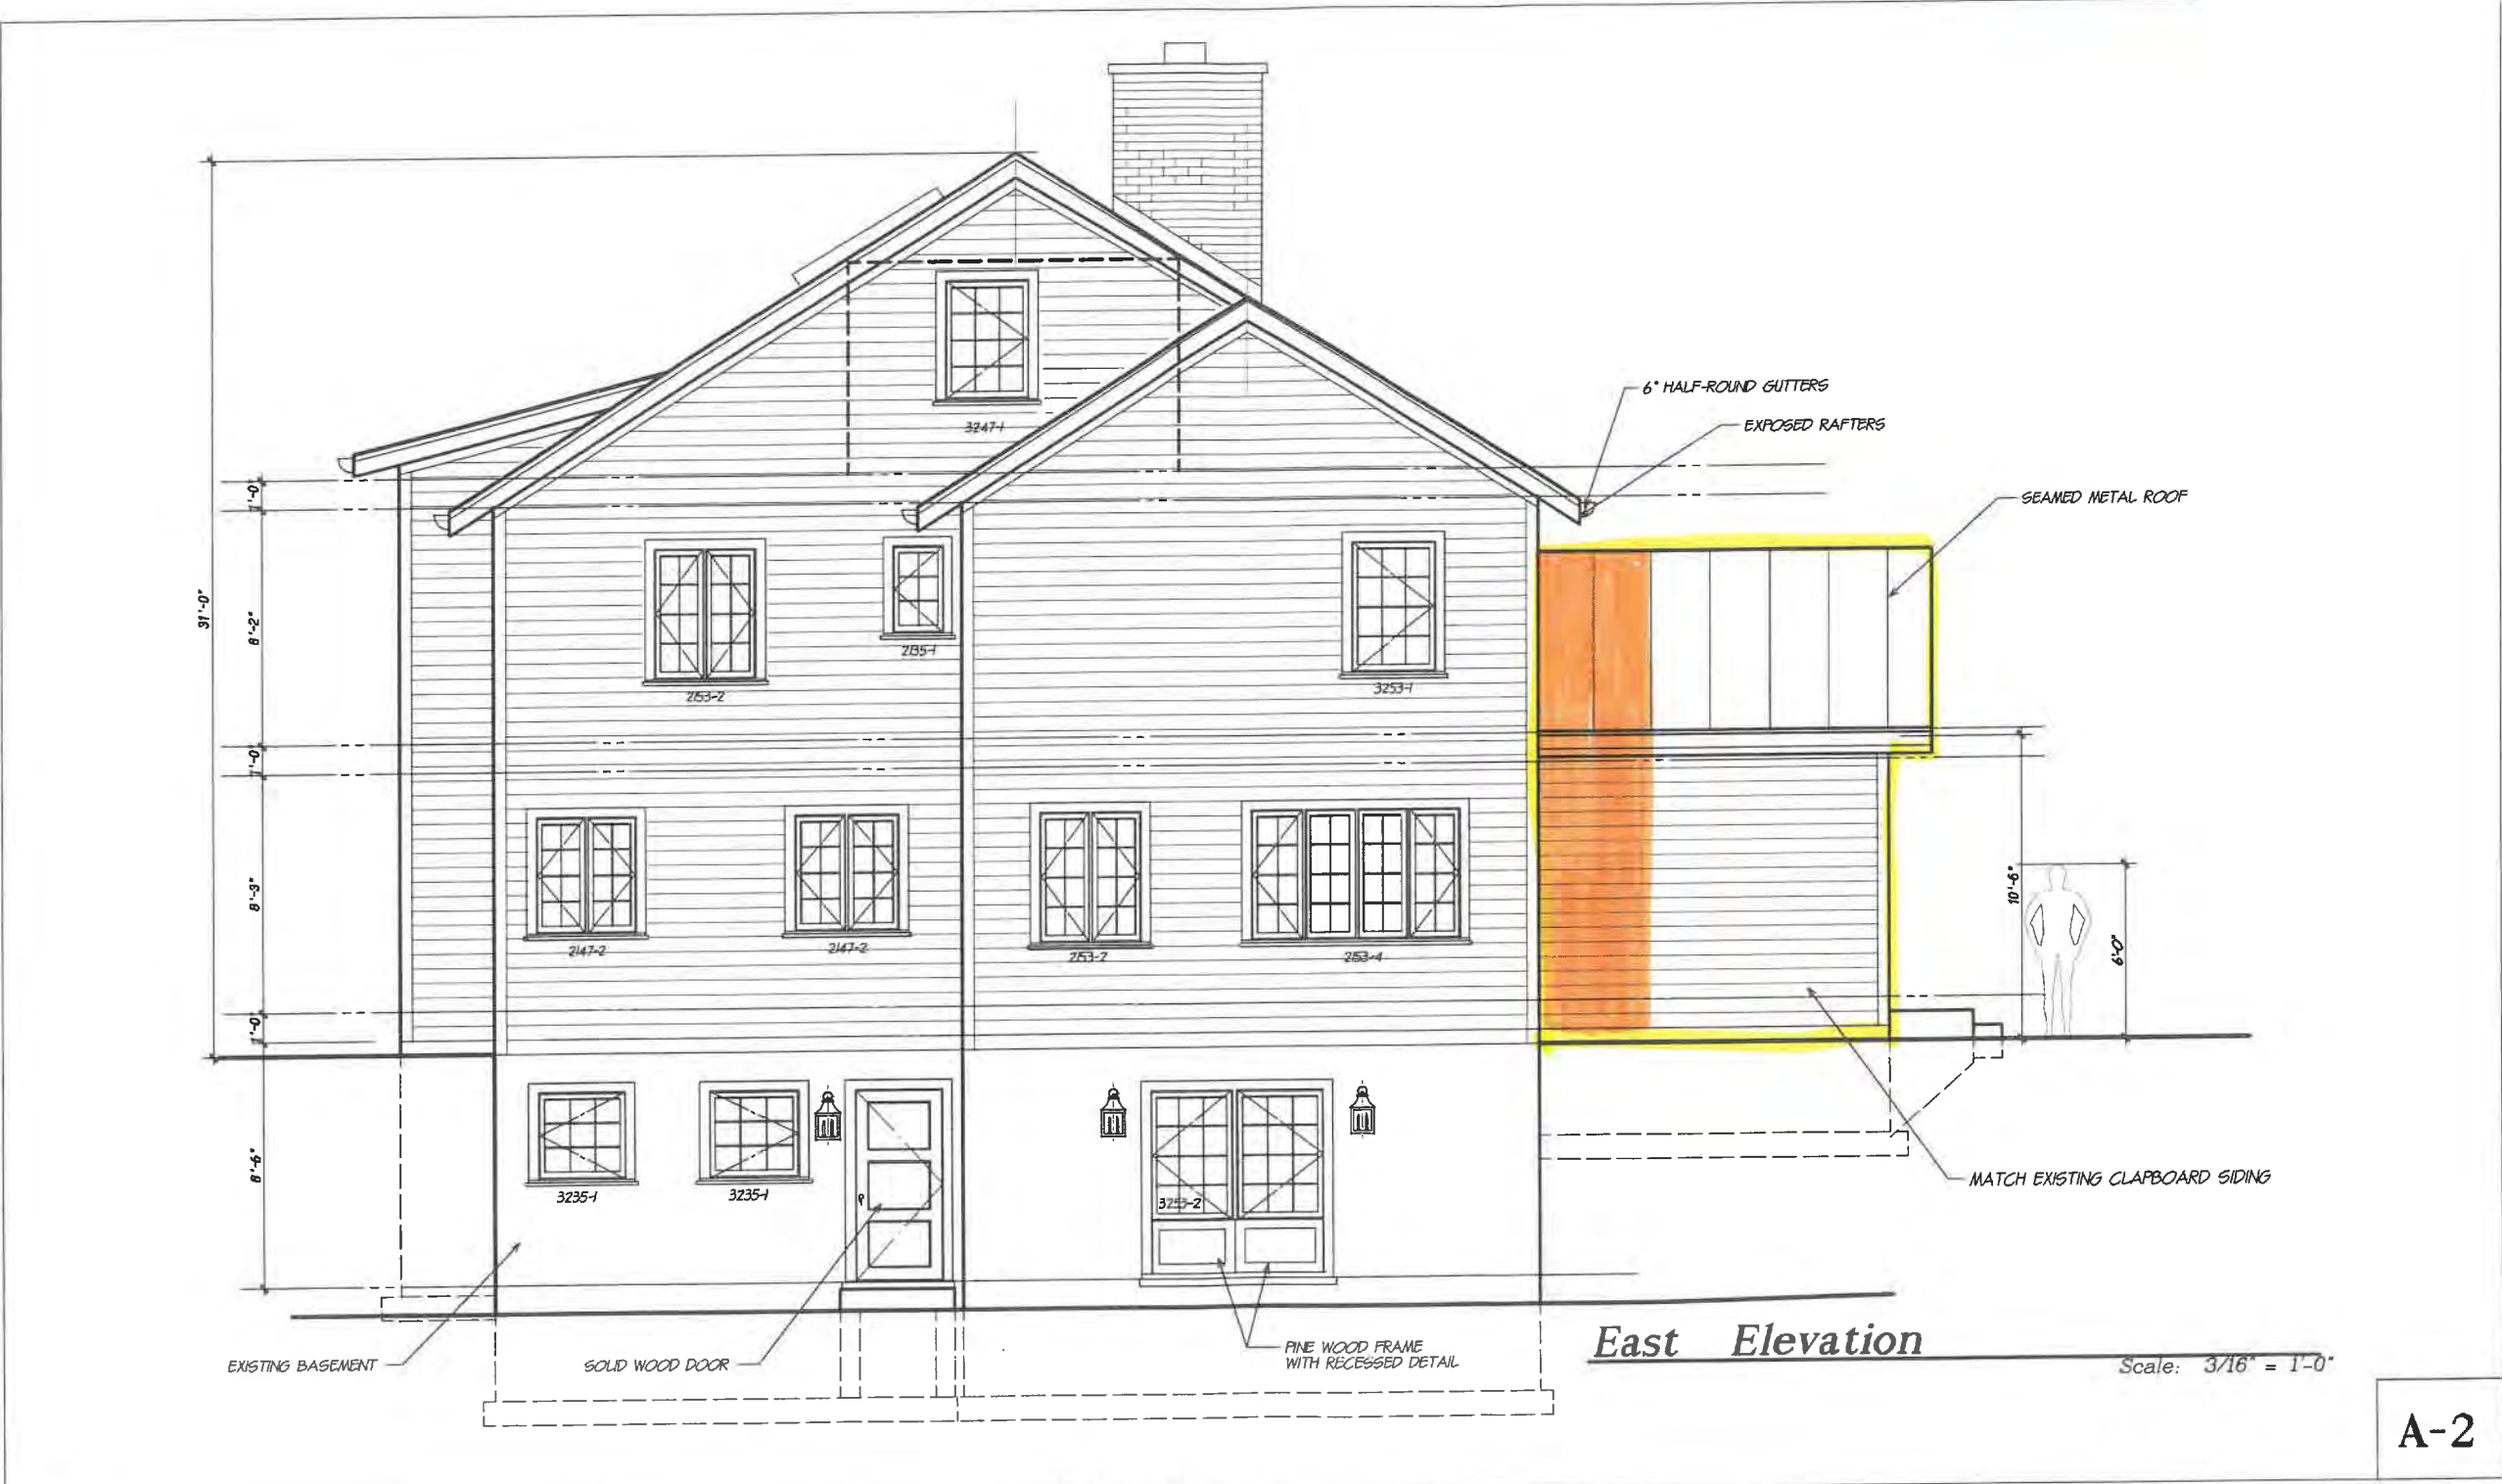 6" HALF-ROUND GUTTERS
EXPOSED RAFTERS
3247-1
1'-0"
SEAMED METAL ROOF
31'-0"
8'-2"
2135-1
2153-2
3253-1
1'-0"
10'-6"
8'-3"
6'-0"
2147-2
2147-2
2153-2
2153-4
1'-0"
8'-6"
3235-1
3235-1
3253-2
MATCH EXISTING CLAPBOARD SIDING
EXISTING BASEMENT
SOLID WOOD DOOR
PINE WOOD FRAME
WITH RECESSED DETAIL
East Elevation
Scale: 3/16" = 1'-0"
A-2